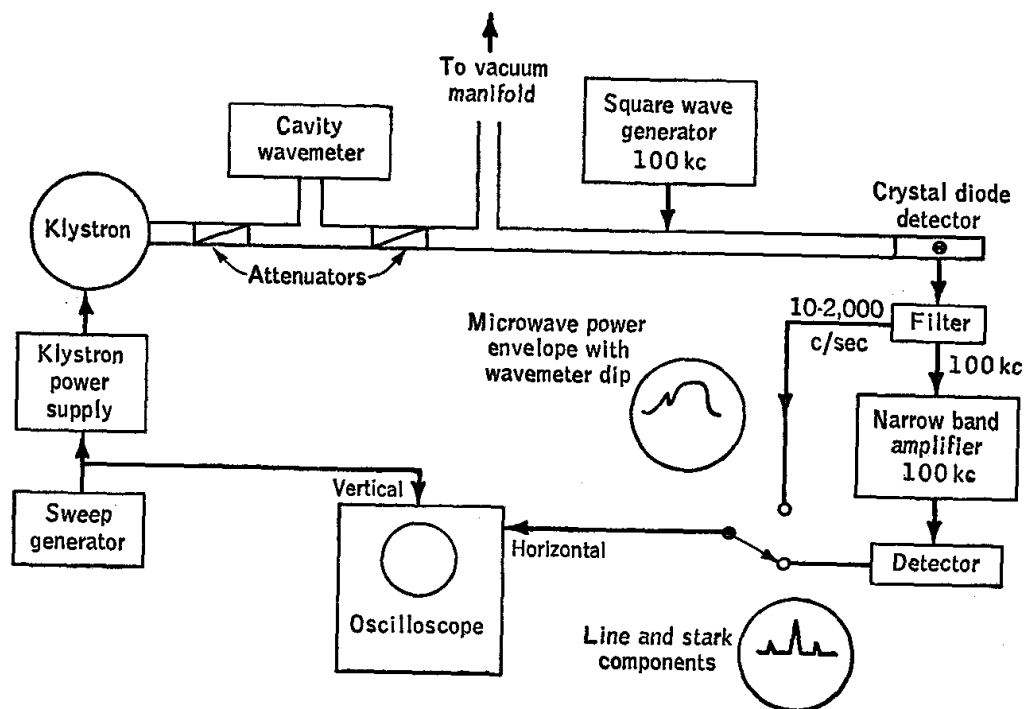 To vacuum
manifold
Cavity
wavemeter
Square wave
generator
100 kc
Crystal diode
detector
Klystron
Attenuators
10-2,000
c/sec
Filter
100 kc
Microwave power
envelope with
wavemeter dip
Klystron
power
supply
Narrow band
amplifier
100 kc
Vertical
Sweep
generator
Horizontal
Detector
Oscilloscope
Line and stark
components